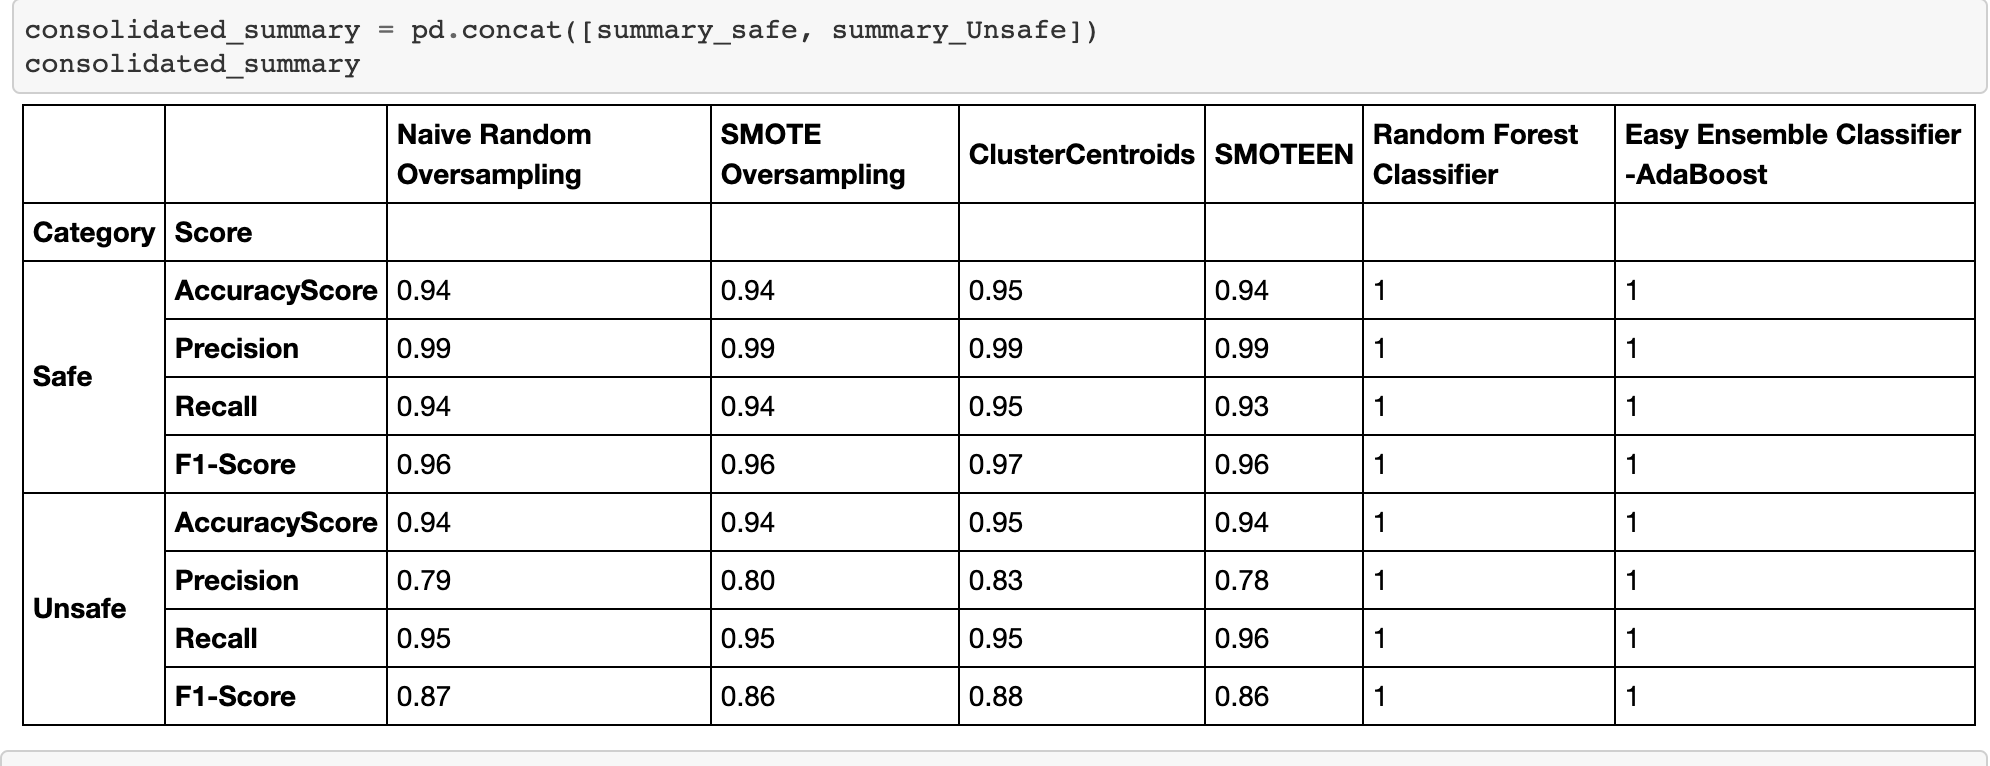 consolidated_summary = pd.concat([summary_safe, summary_Unsafe])
consolidated_summary
Naive Random Oversampling SMOTE Oversampling ClusterCentroids SMOTEEN Random Forest Classifier Easy Ensemble Classifier -AdaBoost
Category Score
Safe
AccuracyScore 0.94 0.94 0.95 0.94 1 1
Precision 0.99 0.99 0.99 0.99 1 1
Recall 0.94 0.94 0.95 0.93 1 1
F1-Score 0.96 0.96 0.97 0.96 1 1
Unsafe
AccuracyScore 0.94 0.94 0.95 0.94 1 1
Precision 0.79 0.80 0.83 0.78 1 1
Recall 0.95 0.95 0.95 0.96 1 1
F1-Score 0.87 0.86 0.88 0.86 1 1